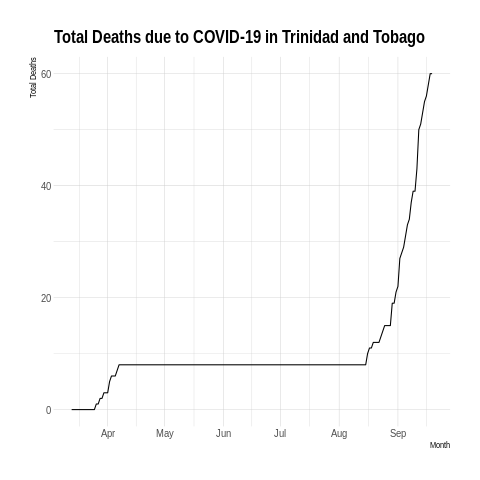 Total Deaths due to COVID-19 in Trinidad and Tobago
Total Deaths
60
40
20
0
Apr May Jun Jul Aug Sep
Month